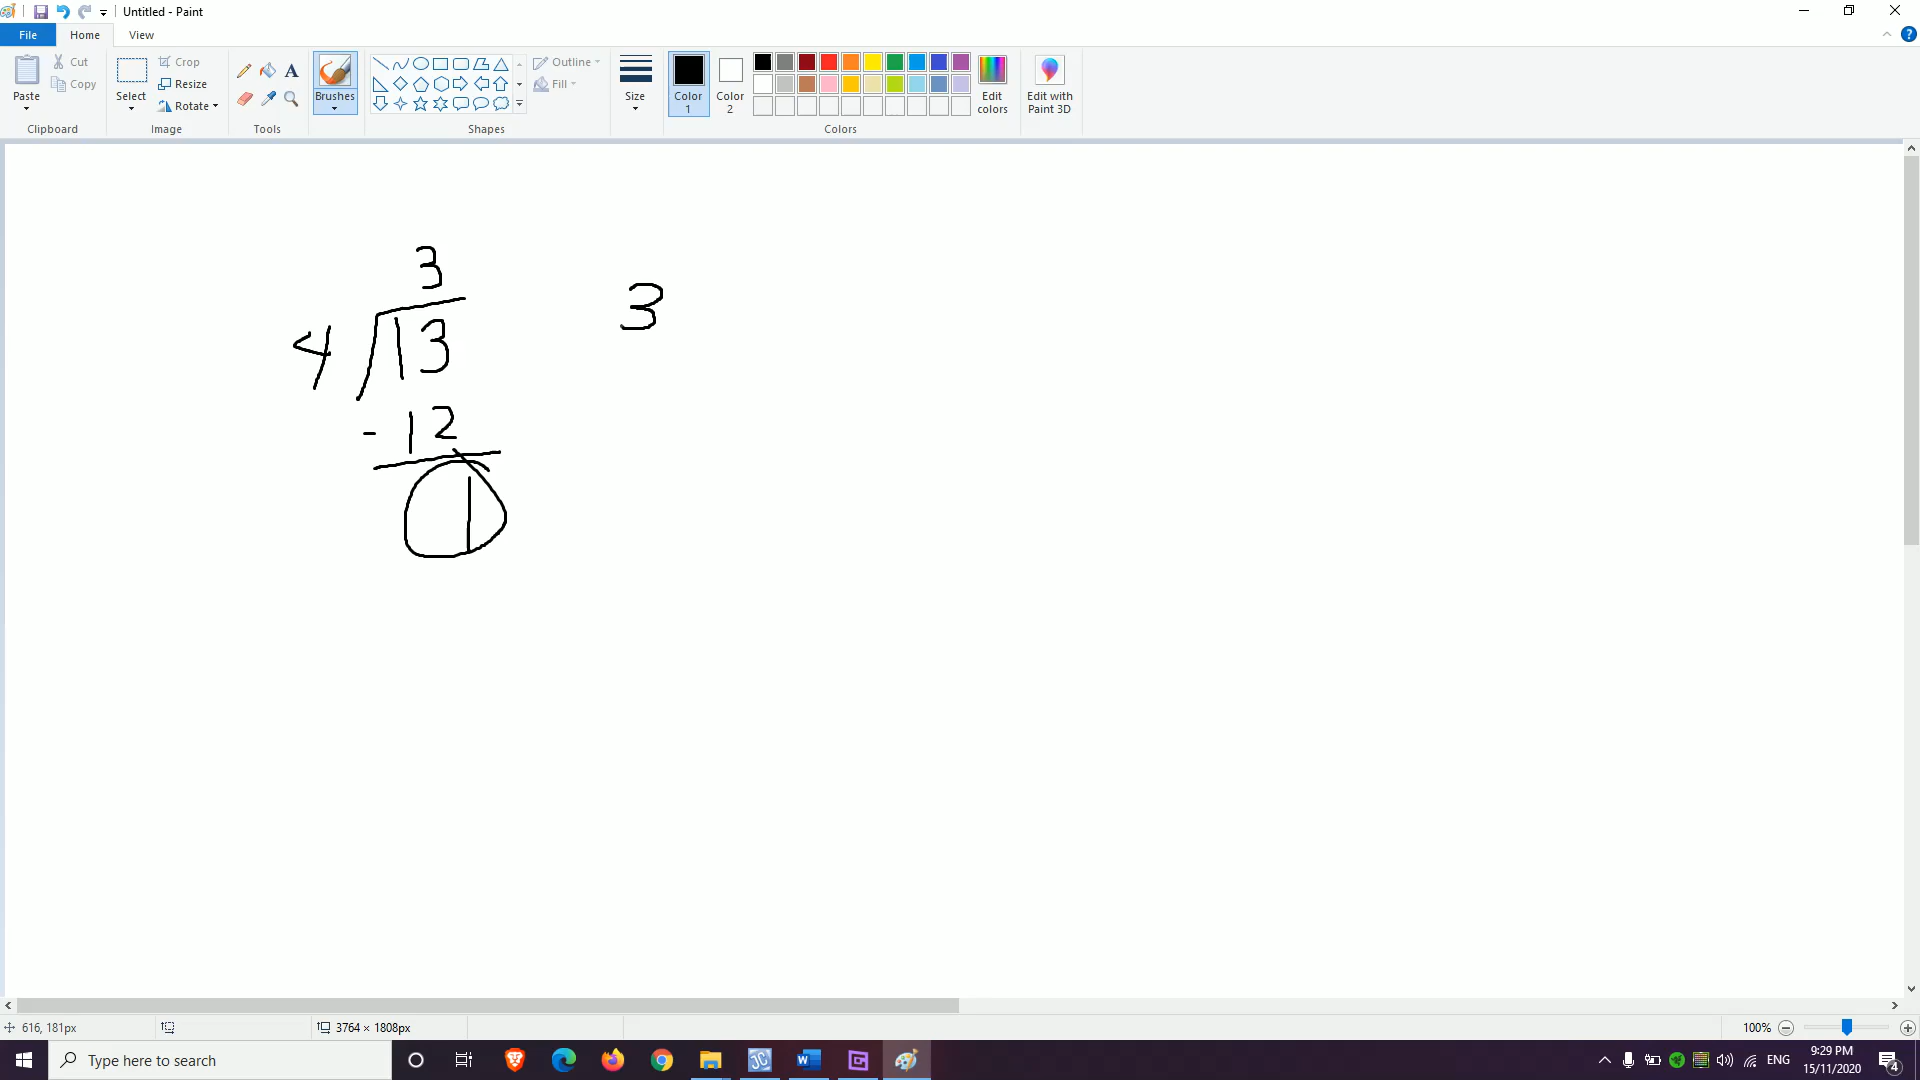 Untitled - Paint
File Home View
Paste
Cut
Copy
Clipboard
Select
Crop
Resize
Rotate
Image
A
Tools
Brushes
Shapes
Outline
Fill
Size
Color 1
Color 2
Edit colors
Colors
Edit with Paint 3D
3
4 13
- 12
1
3
616, 181px
3764 × 1808px
100%
Type here to search
JC
W
ENG
9:29 PM
15/11/2020
4